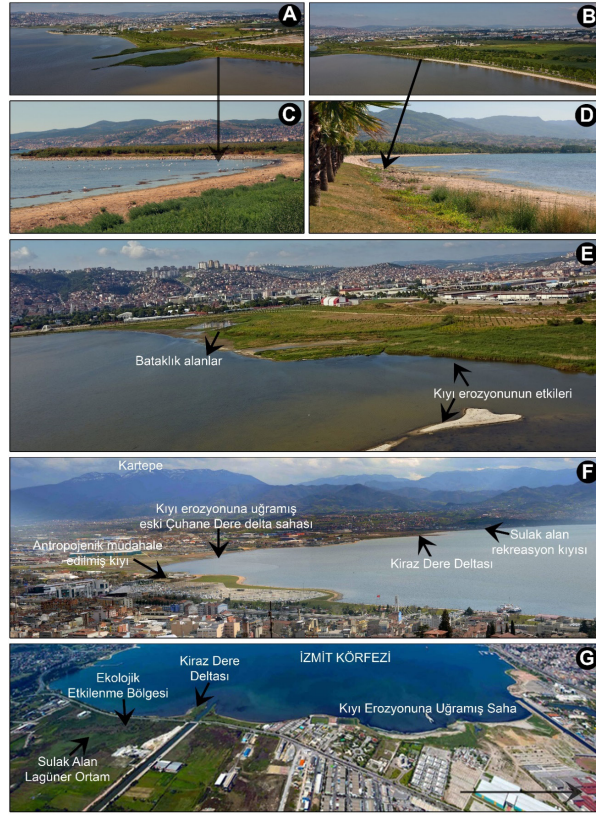 A
B
C
D
E
Bataklık alanlar
Kıyı erozyonunun etkileri
F
Kartepe
Kıyı erozyonuna uğramış
eski Çuhane Dere delta sahası
Antropojenik müdahale
edilmiş kıyı
Sulak alan
rekreasyon kıyısı
Kiraz Dere Deltası
G
Kiraz Dere
Deltası
İZMİT KÖRFEZİ
Ekolojik
Etkilenme Bölgesi
Kıyı Erozyonuna Uğramış Saha
Sulak Alan
Lagüner Ortam